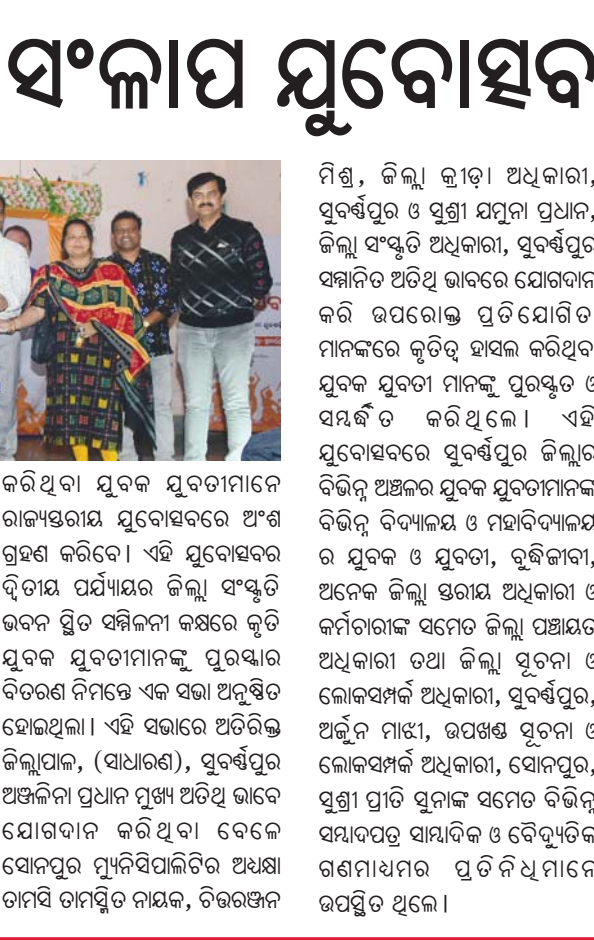 ସଂଳାପ ଯୁବୋତ୍ସବ
କରିଥିବା ଯୁବକ ଯୁବତୀମାନେ
ରାଜ୍ୟସ୍ତରୀୟ ଯୁବୋତ୍ସବରେ ଅଂଶ
ଗ୍ରହଣ କରିବେ। ଏହି ଯୁବୋତ୍ସବର
ଦ୍ୱିତୀୟ ପର୍ଯ୍ୟାୟର ଜିଲ୍ଲା ସଂସ୍କୃତି
ଭବନ ସ୍ଥିତ ସମ୍ମିଳନୀ କକ୍ଷରେ କୃତି
ଯୁବକ ଯୁବତୀମାନଙ୍କୁ ପୁରସ୍କାର
ବିତରଣ ନିମନ୍ତେ ଏକ ସଭା ଅନୁଷ୍ଠିତ
ହୋଇଥିଲା। ଏହି ସଭାରେ ଅତିରିକ୍ତ
ଜିଲ୍ଲାପାଳ, (ସାଧାରଣ), ସୁବର୍ଣ୍ଣପୁର
ଅଞ୍ଜଳିନା ପ୍ରଧାନ ମୁଖ୍ୟ ଅତିଥି ଭାବେ
ଯୋଗଦାନ କରିଥିବା ବେଳେ
ସୋନପୁର ମ୍ୟୁନିସିପାଲିଟିର ଅଧ୍ୟକ୍ଷା
ତାମସି ତାମସ୍ମିତ ନାୟକ, ଚିତ୍ତରଞ୍ଜନ
ମିଶ୍ର, ଜିଲ୍ଲା କ୍ରୀଡ଼ା ଅଧିକାରୀ,
ସୁବର୍ଣ୍ଣପୁର ଓ ସୁଶ୍ରୀ ଯମୁନା ପ୍ରଧାନ,
ଜିଲ୍ଲା ସଂସ୍କୃତି ଅଧିକାରୀ, ସୁବର୍ଣ୍ଣପୁର
ସମ୍ମାନିତ ଅତିଥି ଭାବରେ ଯୋଗଦାନ
କରି ଉପରୋକ୍ତ ପ୍ରତିଯୋଗିତ
ମାନଙ୍କରେ କୃତିତ୍ୱ ହାସଲ କରିଥିବ
ଯୁବକ ଯୁବତୀ ମାନଙ୍କୁ ପୁରସ୍କୃତ ଓ
ସମ୍ବର୍ଦ୍ଧିତ କରିଥିଲେ। ଏହି
ଯୁବୋତ୍ସବରେ ସୁବର୍ଣ୍ଣପୁର ଜିଲ୍ଲାର
ବିଭିନ୍ନ ଅଞ୍ଚଳର ଯୁବକ ଯୁବତୀମାନଙ୍କ
ବିଭିନ୍ନ ବିଦ୍ୟାଳୟ ଓ ମହାବିଦ୍ୟାଳୟ
ର ଯୁବକ ଓ ଯୁବତୀ, ବୁଦ୍ଧିଜୀବୀ,
ଅନେକ ଜିଲ୍ଲା ସ୍ତରୀୟ ଅଧିକାରୀ ଓ
କର୍ମଚାରୀଙ୍କ ସମେତ ଜିଲ୍ଲା ପଞ୍ଚାୟତ
ଅଧିକାରୀ ତଥା ଜିଲ୍ଲା ସୂଚନା ଓ
ଲୋକସମ୍ପର୍କ ଅଧିକାରୀ, ସୁବର୍ଣ୍ଣପୁର,
ଅର୍ଜୁନ ମାଝୀ, ଉପଖଣ୍ଡ ସୂଚନା ଓ
ଲୋକସମ୍ପର୍କ ଅଧିକାରୀ, ସୋନପୁର,
ସୁଶ୍ରୀ ପ୍ରୀତି ସୁନାଙ୍କ ସମେତ ବିଭିନ୍ନ
ସମ୍ବାଦପତ୍ର ସାମ୍ବାଦିକ ଓ ବୈଦ୍ୟୁତିକ
ଗଣମାଧ୍ୟମର ପ୍ରତିନିଧିମାନେ
ଉପସ୍ଥିତ ଥିଲେ।